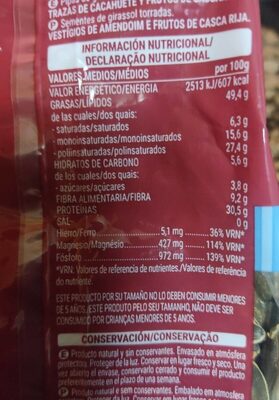 TRAZAS DE CACAHUETE Y FRUTOS DE
P Sementes de girassol torradas.
VESTÍGIOS DE AMENDOIM E FRUTOS DE CASCA RIJA.
INFORMACIÓN NUTRICIONAL/
DECLARAÇÃO NUTRICIONAL
VALORES MEDIOS/MÉDIOS por 100g
VALOR ENERGÉTICO/ENERGIA 2513 kJ/607 kcal
GRASAS/LÍPIDOS 49,4 g
de las cuales/dos quais:
- saturadas/saturados 6,3 g
- monoinsaturadas/monoinsaturados 15,6 g
- poliinsaturadas/polinsaturados 27,4 g
HIDRATOS DE CARBONO 5,6 g
de los cuales/dos quais:
- azúcares/açúcares 3,8 g
FIBRA ALIMENTARIA/FIBRA 9,2 g
PROTEÍNAS 30,5 g
SAL 0 g
Hierro/Ferro 5,1 mg 36% VRN*
Magnesio/Magnésio 427 mg 114% VRN*
Fósforo 972 mg 139% VRN*
*VRN: Valores de referencia de nutrientes./Valores de referência
do nutriente.
ESTE PRODUCTO POR SU TAMAÑO NO LO DEBEN CONSUMIR MENORES
DE 5 AÑOS./ESTE PRODUTO PELO SEU TAMANHO, NÃO DEVE SER
CONSUMIDO POR CRIANÇAS MENORES DE 5 ANOS.
CONSERVACIÓN/CONSERVAÇÃO
E Producto natural y sin conservantes. Envasado en atmósfera
protectora. Proteger de la luz. Conservar en lugar fresco y seco. Una
vez abierto el envase, conservarlo cerrado y consumir el producto
preferentemente en el plazo de una semana.
P Produto natural e sem conservantes. Embalado em atmosfera